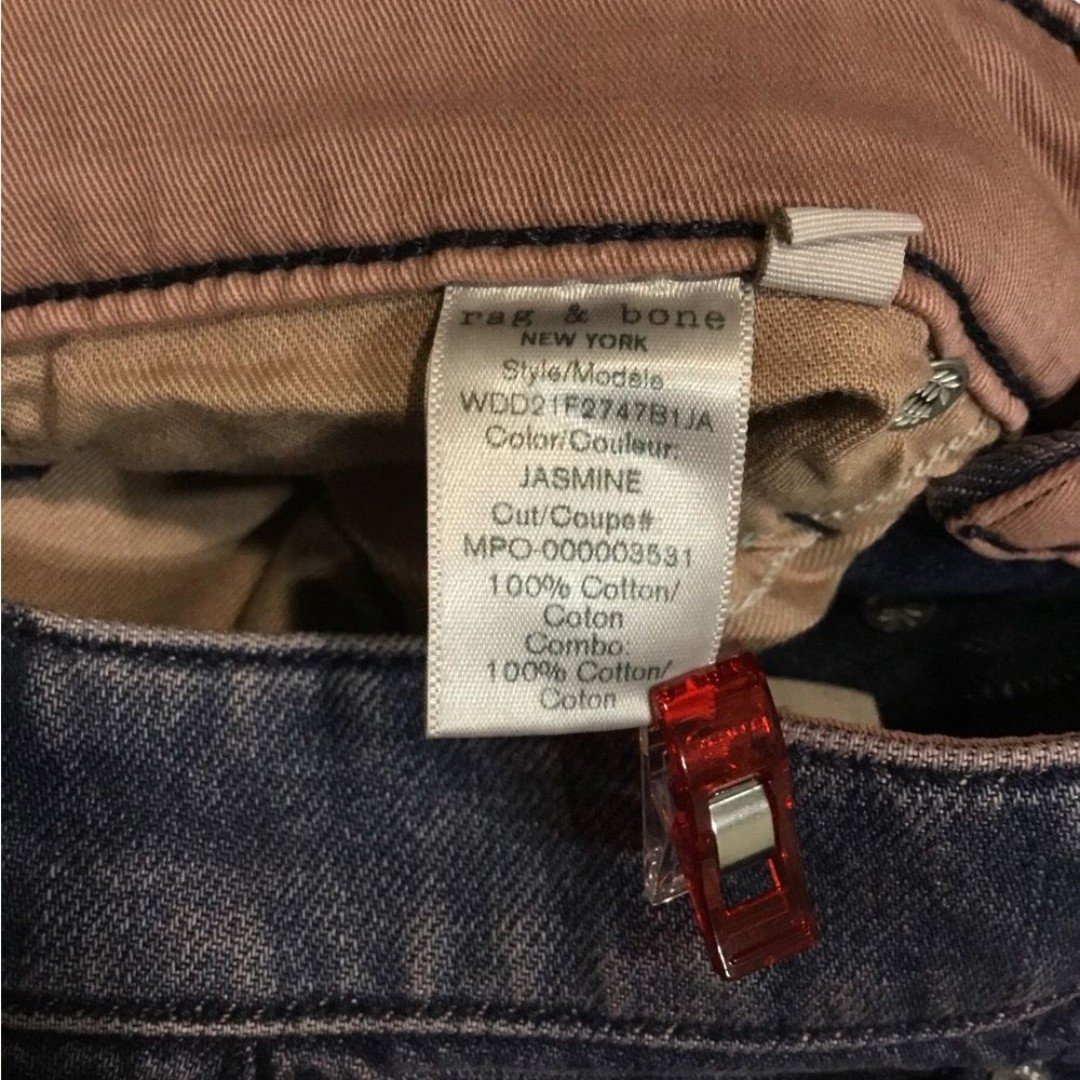 rag & bone
NEW YORK
Style/Modèle
WDD21F2747B1JA
Color/Couleur:
JASMINE
Cut/Coupe#:
MPO-000003531
100% Cotton/
Coton
Combo:
100% Cotton/
Coton